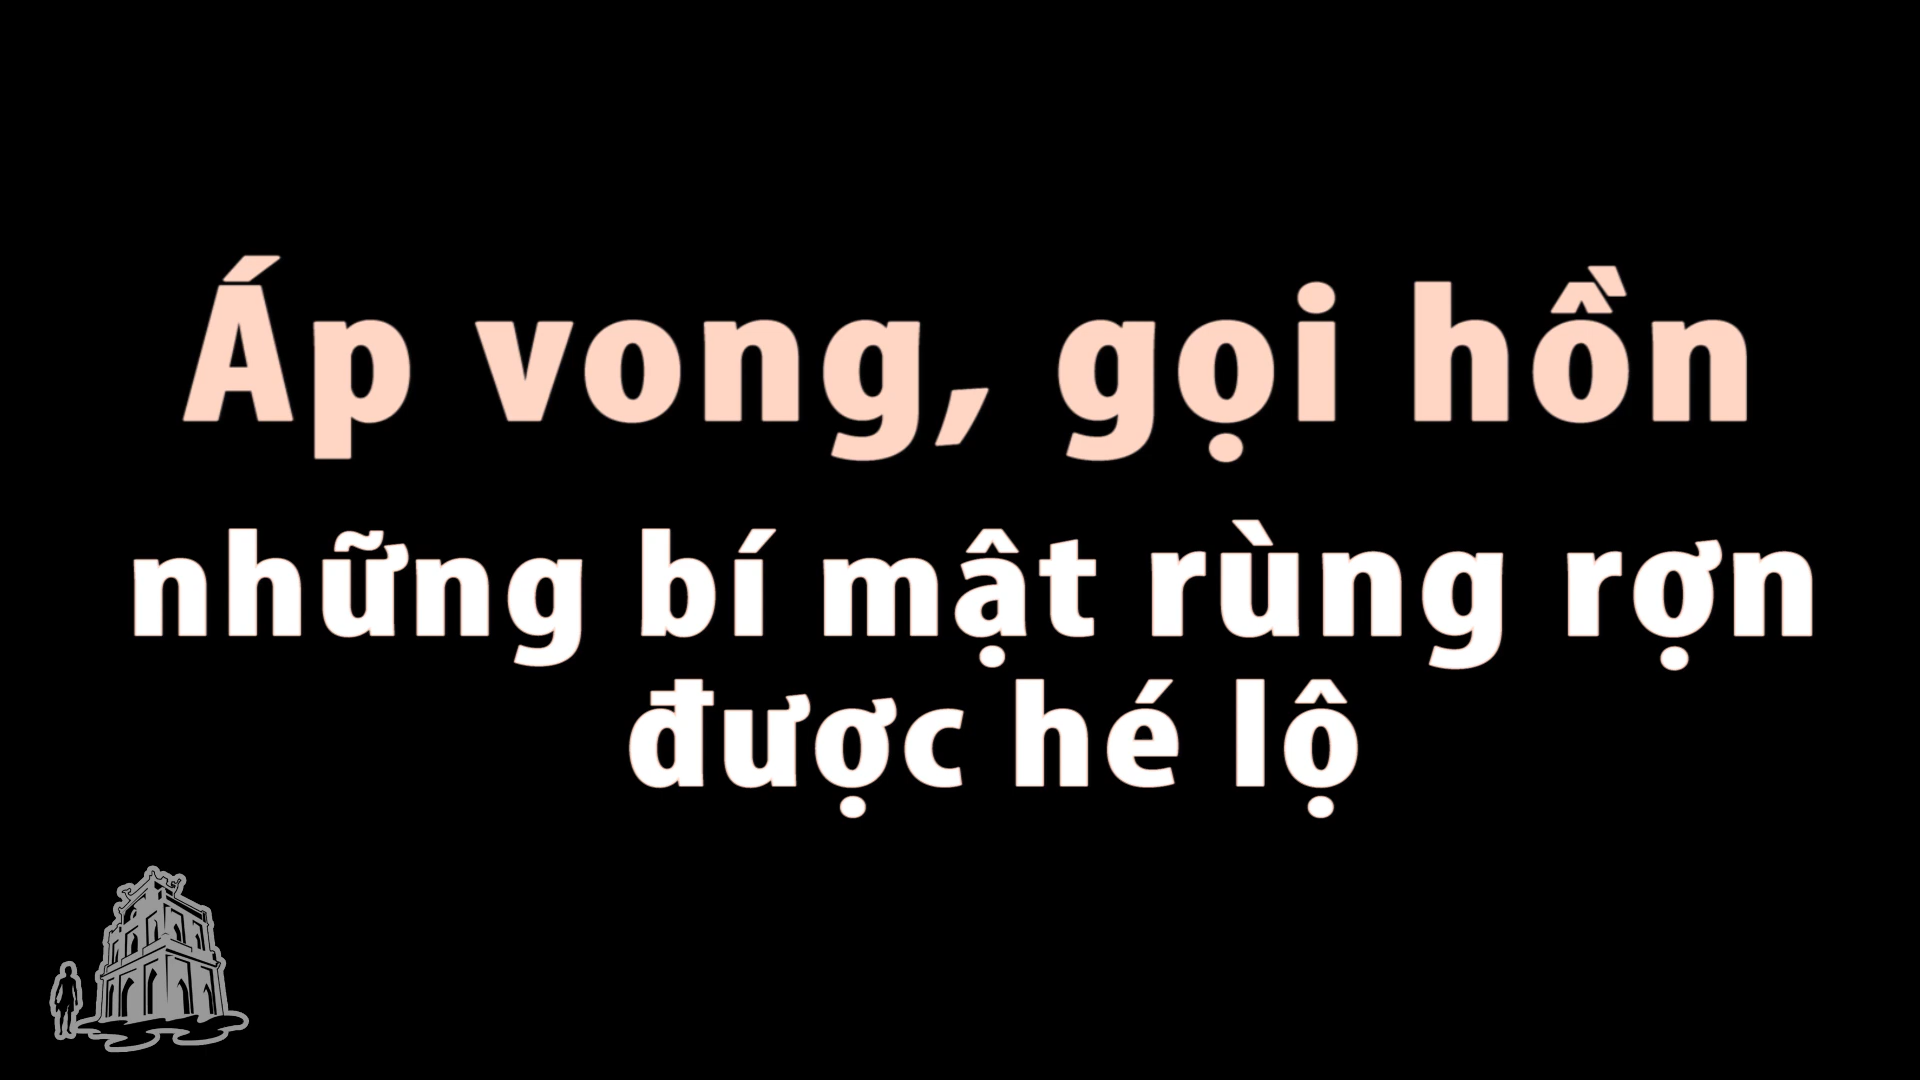 Áp vong, gọi hồn
những bí mật rùng rợn
được hé lộ